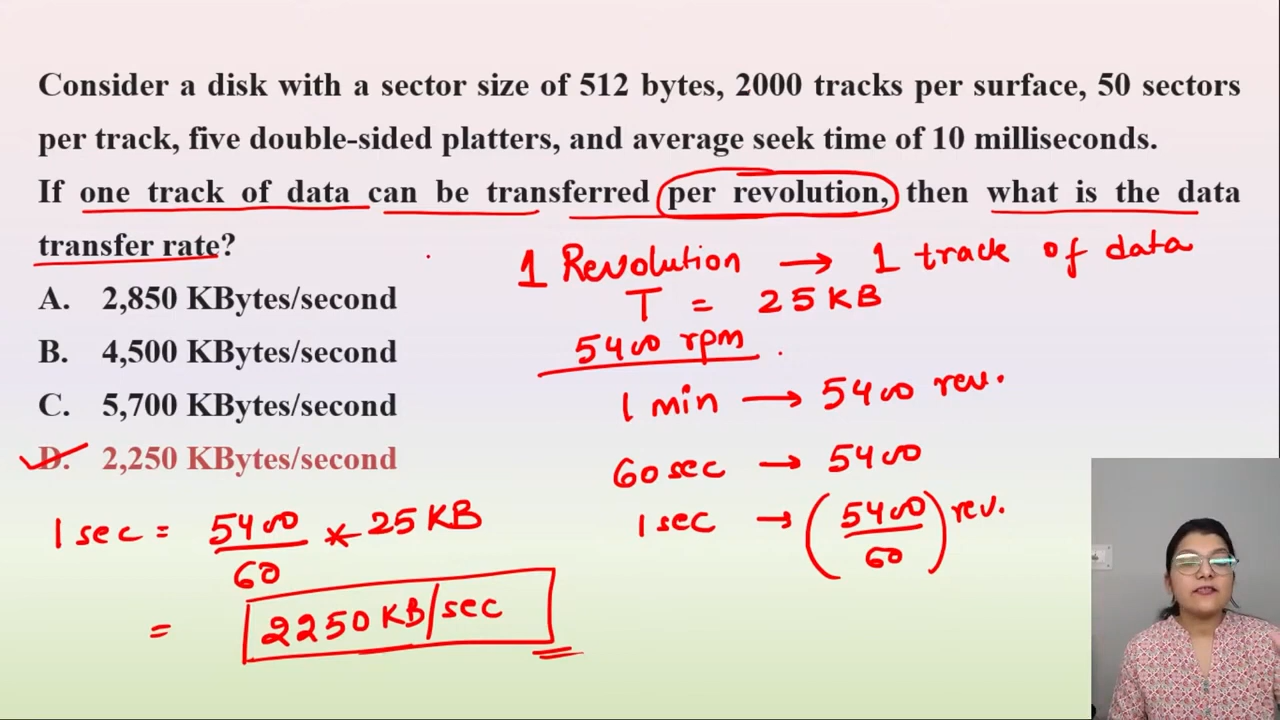 Consider a disk with a sector size of 512 bytes, 2000 tracks per surface, 50 sectors
per track, five double-sided platters, and average seek time of 10 milliseconds.
If one track of data can be transferred per revolution, then what is the data
transfer rate?
A. 2,850 KBytes/second
B. 4,500 KBytes/second
C. 5,700 KBytes/second
D. 2,250 KBytes/second
1 Revolution → 1 track of data
T = 25 KB
5400 rpm
1 min → 5400 rev.
60 sec → 5400
1 sec → (5400/60) rev.
1 sec = 5400/60 * 25 KB
= 2250 KB/sec